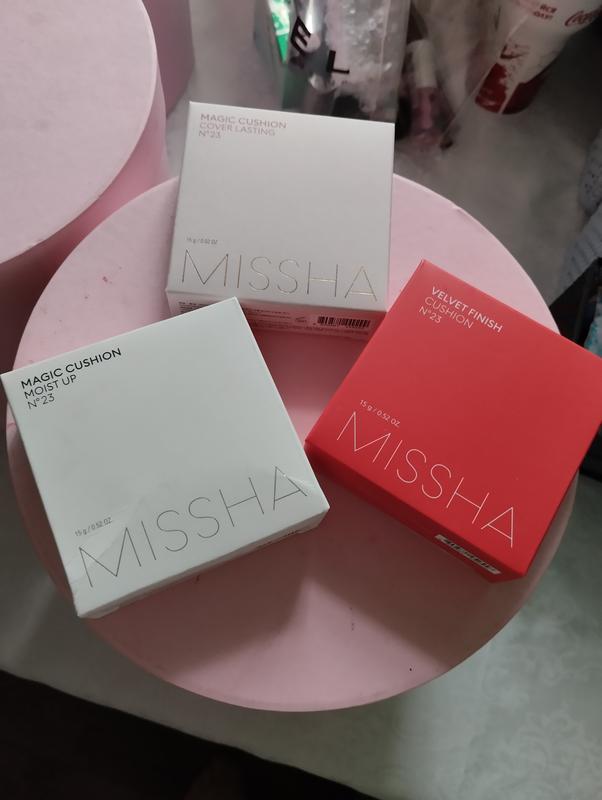 MAGIC CUSHION
COVER LASTING
N°23
15 g / 0.52 OZ.
MISSHA
MAGIC CUSHION
MOIST UP
N°23
15 g / 0.52 OZ.
MISSHA
VELVET FINISH
CUSHION
N°23
15 g / 0.52 OZ.
MISSHA
E
L